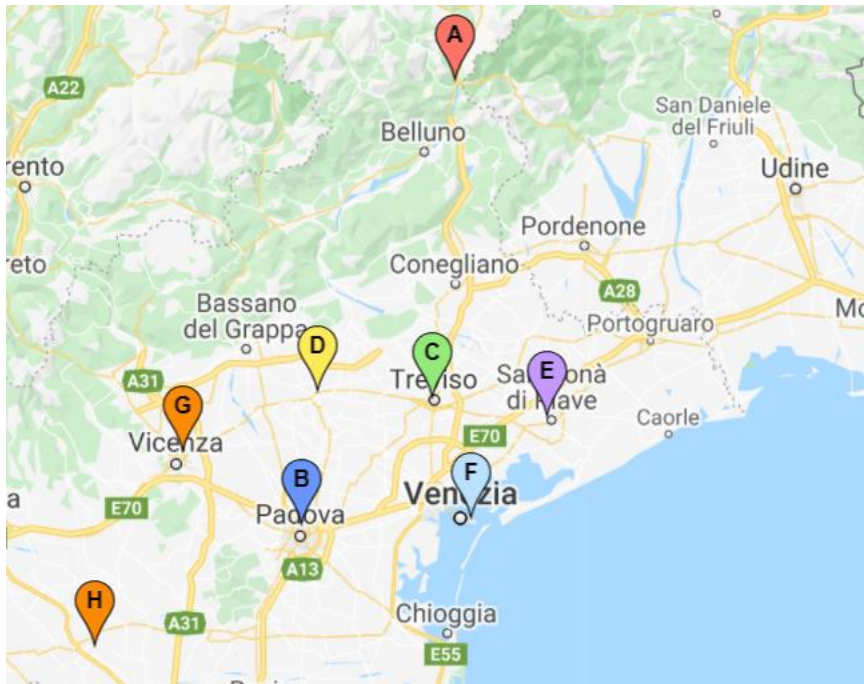 A
A22
San Daniele
del Friuli
Belluno
rento
Udine
Pordenone
reto
Conegliano
A28
Bassano
del Grappa
Mo
Portogruaro
D
C
E
A31
Treviso
San Donà
di Piave
G
Caorle
Vicenza
E70
B
F
a
E70
Venezia
Padova
A13
H
A31
Chioggia
E55